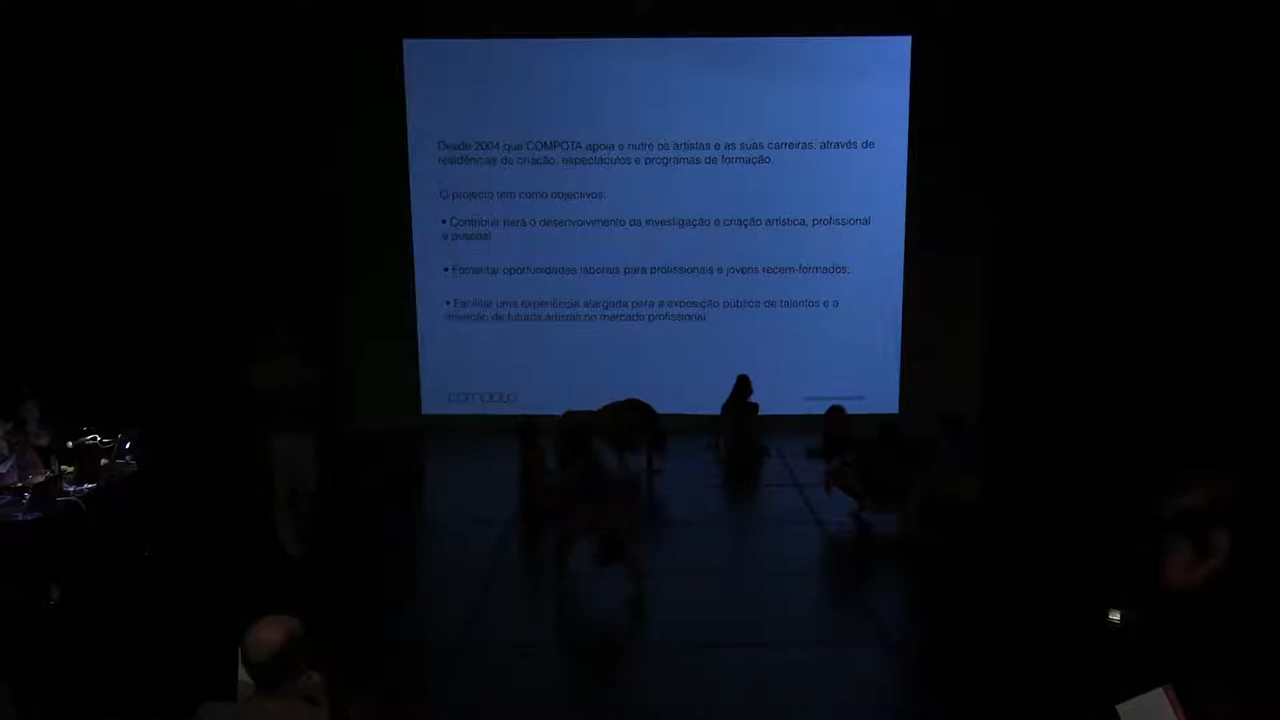 Desde 2004 que COMPOTA apoia e nutre os artistas e as suas carreiras, através de
residências de criação, espectáculos e programas de formação.
O projecto tem como objectivos:
• Contribuir para o desenvolvimento da investigação e criação artística, profissional
e pessoal
• Fomentar oportunidades laborais para profissionais e jovens recem-formados;
• Facilitar uma experiência alargada para a exposição pública de talentos e a
inserção de futuros artistas no mercado profissional
compota